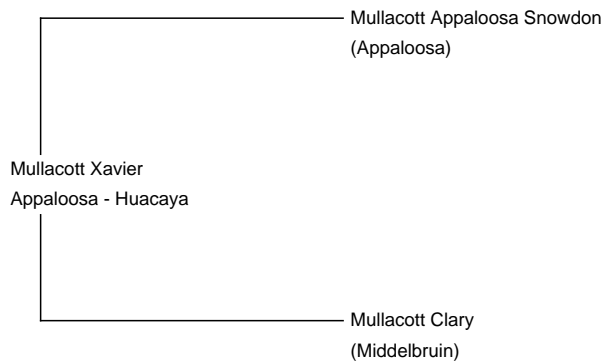 Mullacott Appaloosa Snowdon
(Appaloosa)
Mullacott Xavier
Appaloosa - Huacaya
Mullacott Clary
(Middelbruin)